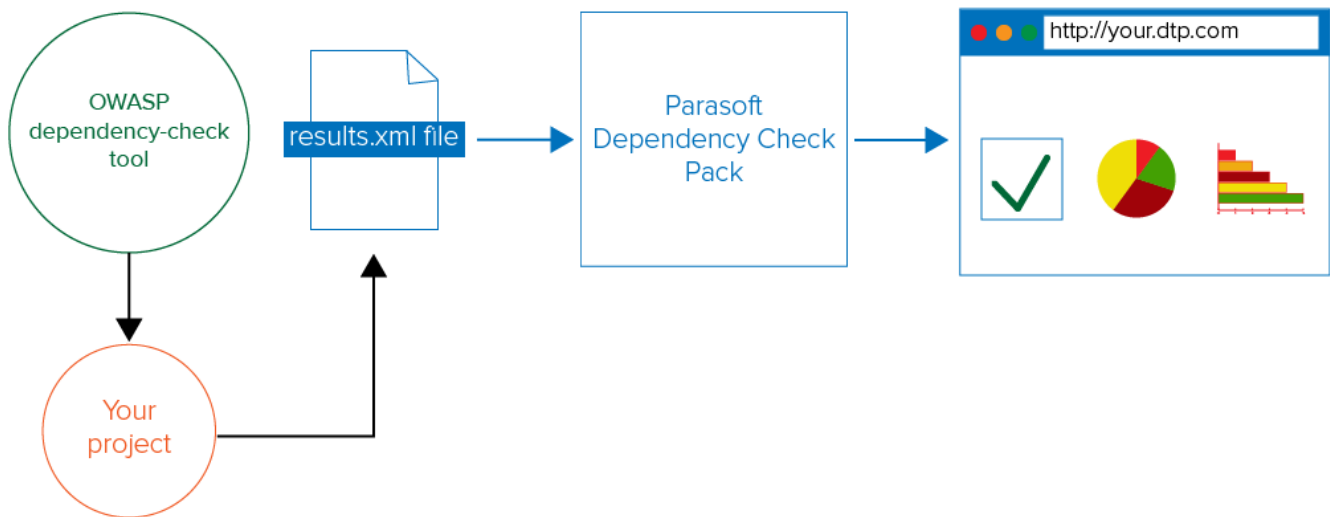 OWASP
dependency-check
tool
results.xml file
Parasoft
Dependency Check
Pack
http://your.dtp.com
Your
project